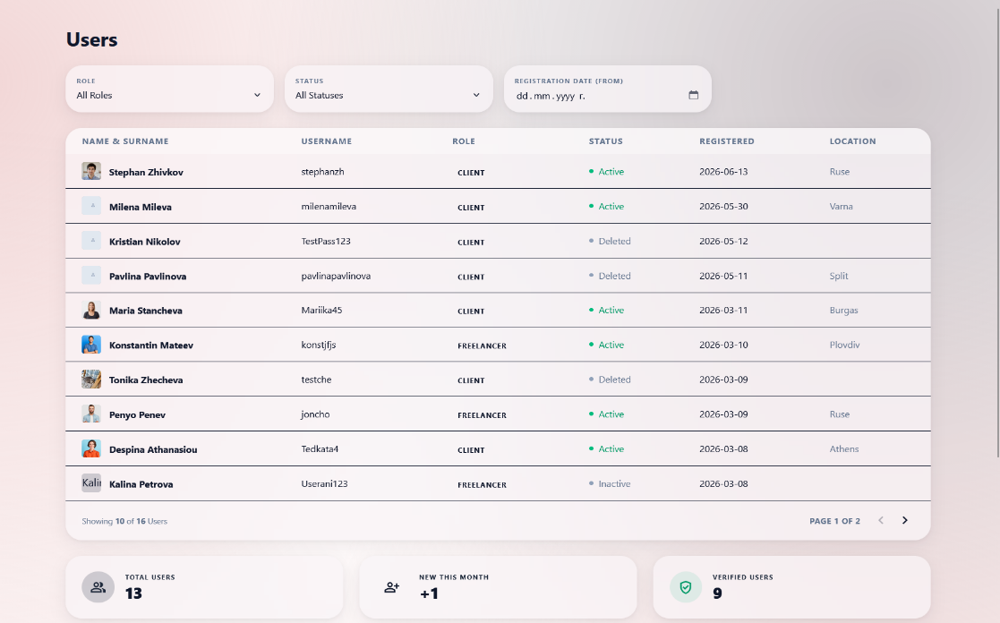 Users
ROLE
All Roles
STATUS
All Statuses
REGISTRATION DATE (FROM)
dd.mm.yyyy г.
NAME & SURNAME USERNAME ROLE STATUS REGISTERED LOCATION
Stephan Zhivkov stephanzh CLIENT Active 2026-06-13 Ruse
Milena Mileva milenamileva CLIENT Active 2026-05-30 Varna
Kristian Nikolov TestPass123 CLIENT Deleted 2026-05-12
Pavlina Pavlinova pavlinapavlinova CLIENT Deleted 2026-05-11 Split
Maria Stancheva Mariika45 CLIENT Active 2026-03-11 Burgas
Konstantin Mateev konstjfjs FREELANCER Active 2026-03-10 Plovdiv
Tonika Zhecheva testche CLIENT Deleted 2026-03-09
Penyo Penev joncho FREELANCER Active 2026-03-09 Ruse
Despina Athanasiou Tedkata4 CLIENT Active 2026-03-08 Athens
Kalin Kalina Petrova Userani123 FREELANCER Inactive 2026-03-08
Showing 10 of 16 Users PAGE 1 OF 2
TOTAL USERS
13
NEW THIS MONTH
+1
VERIFIED USERS
9